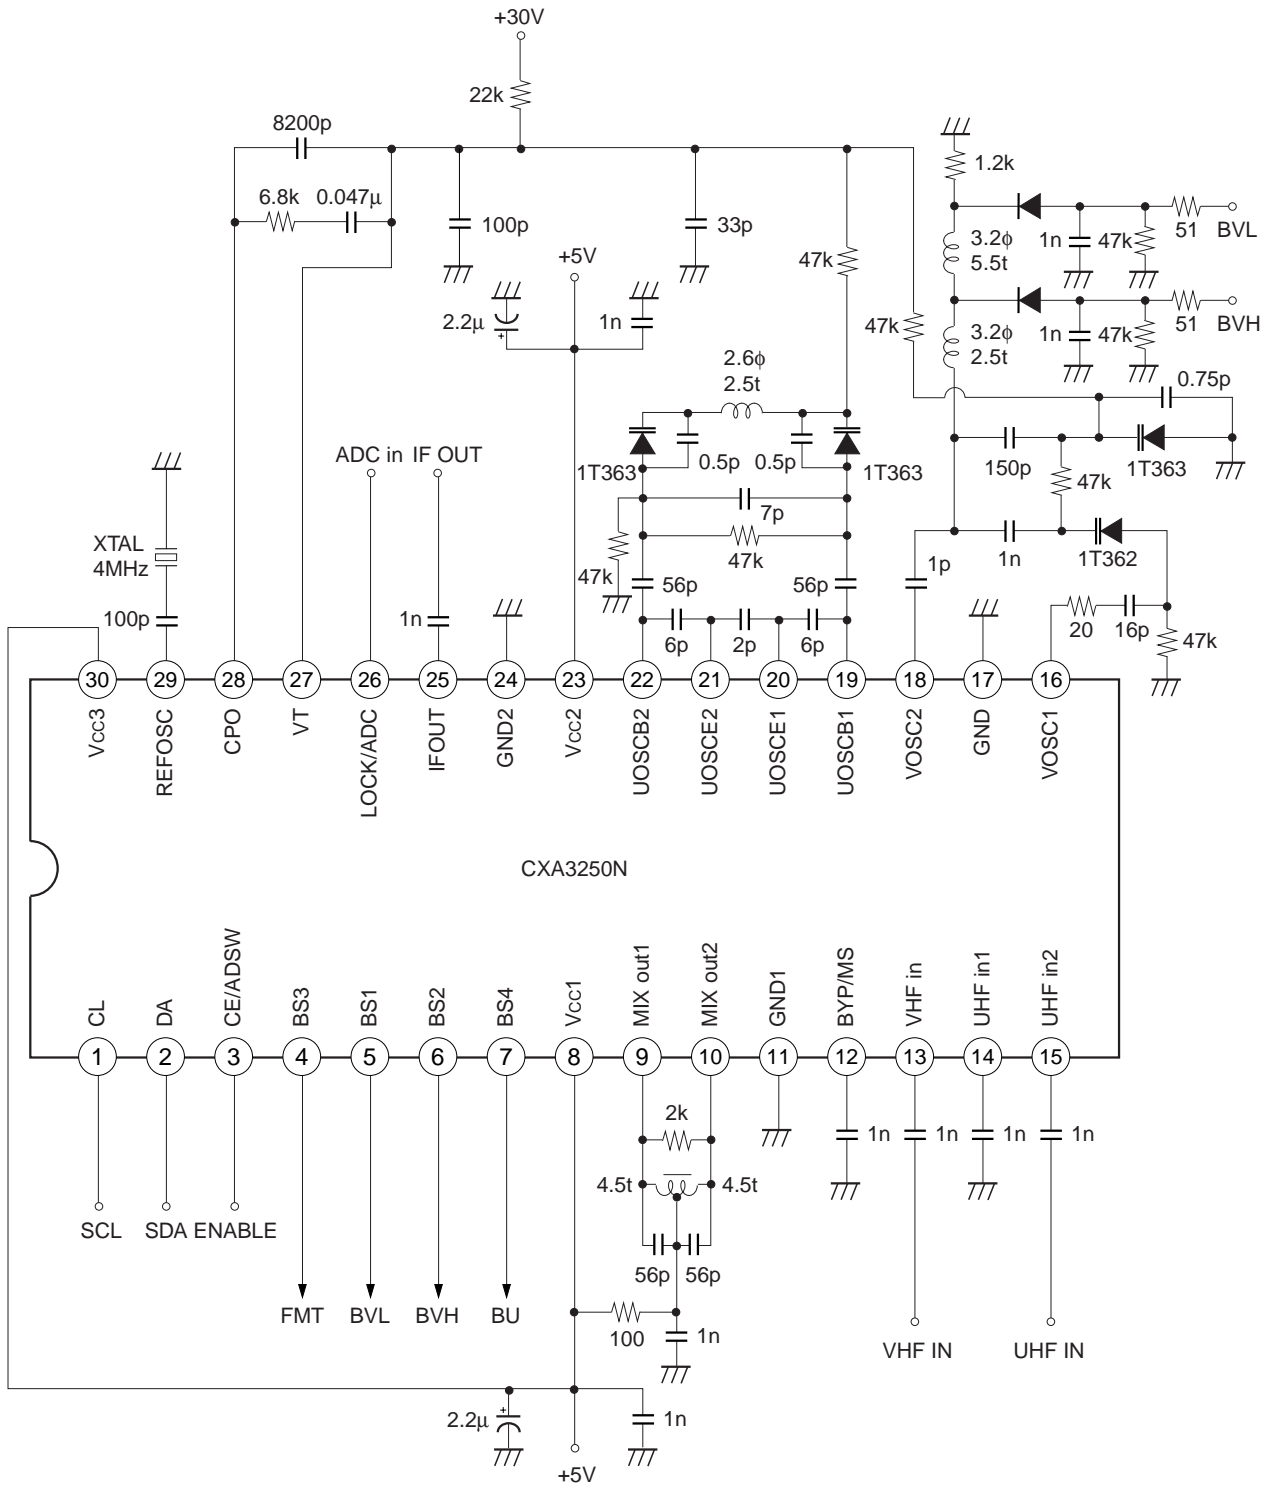 +30V
22k
8200p
6.8k
0.047μ
100p
33p
+5V
2.2μ
1n
47k
47k
1.2k
3.2ϕ
5.5t
1n
47k
51
BVL
3.2ϕ
2.5t
1n
47k
51
BVH
2.6ϕ
2.5t
0.75p
ADC in
IF OUT
1T363
0.5p
0.5p
1T363
150p
1T363
47k
7p
47k
47k
XTAL
4MHz
1n
1T362
1p
100p
1n
56p
56p
6p
2p
6p
20
16p
47k
30
29
28
27
26
25
24
23
22
21
20
19
18
17
16
Vcc3
REFOSC
CPO
VT
LOCK/ADC
IFOUT
GND2
Vcc2
UOSCB2
UOSCE2
UOSCE1
UOSCB1
VOSC2
GND
VOSC1
CXA3250N
CL
DA
CE/ADSW
BS3
BS1
BS2
BS4
Vcc1
MIX out1
MIX out2
GND1
BYP/MS
VHF in
UHF in1
UHF in2
1
2
3
4
5
6
7
8
9
10
11
12
13
14
15
2k
1n
1n
1n
1n
4.5t
4.5t
SCL
SDA
ENABLE
56p
56p
FMT
BVL
BVH
BU
100
1n
VHF IN
UHF IN
2.2μ
1n
+5V